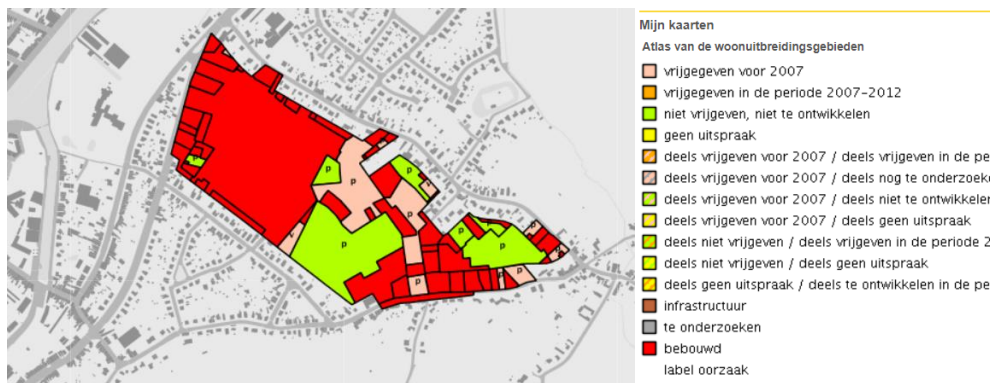 Mijn kaarten
Atlas van de woonuitbreidingsgebieden
vrijgegeven voor 2007
vrijgegeven in de periode 2007-2012
niet vrijgeven, niet te ontwikkelen
geen uitspraak
deels vrijgeven voor 2007 / deels vrijgeven in de pe
deels vrijgeven voor 2007 / deels nog te onderzoeke
deels vrijgeven voor 2007 / deels niet te ontwikkeler
deels vrijgeven voor 2007 / deels geen uitspraak
deels niet vrijgeven / deels vrijgeven in de periode 2
deels niet vrijgeven / deels geen uitspraak
deels geen uitspraak / deels te ontwikkelen in de pe
infrastructuur
te onderzoeken
bebouwd
label oorzaak
p
p
p
p
p
p
p
p
p
p
p
p